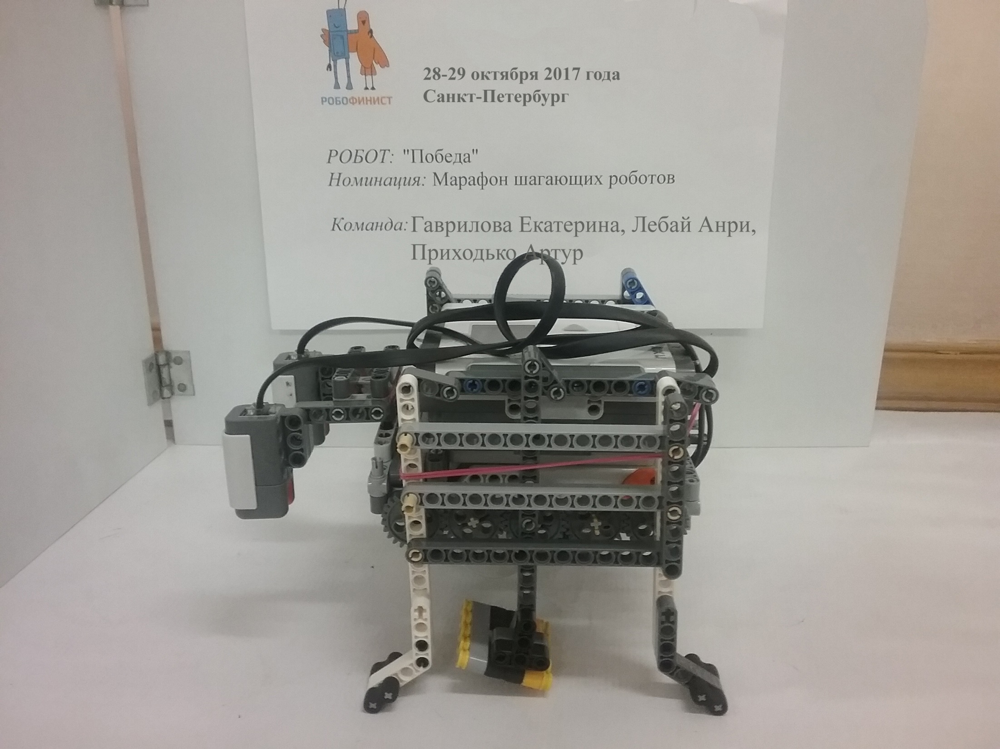 28-29 октября 2017 года
Санкт-Петербург
РОБОФИНИСТ
РОБОТ: "Победа"
Номинация: Марафон шагающих роботов
Команда: Гаврилова Екатерина, Лебай Анри,
Приходько Артур